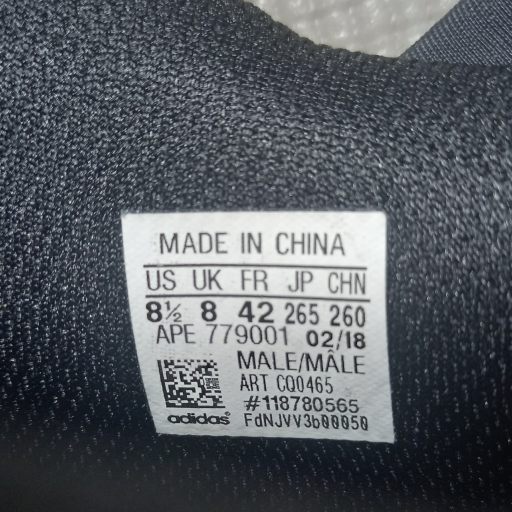 MADE IN CHINA
US UK FR JP CHN
8½ 8 42 265 260
APE 779001 02/18
MALE/MÂLE
ART CQ0465
#118780565
adidas FdNJVV3b00050